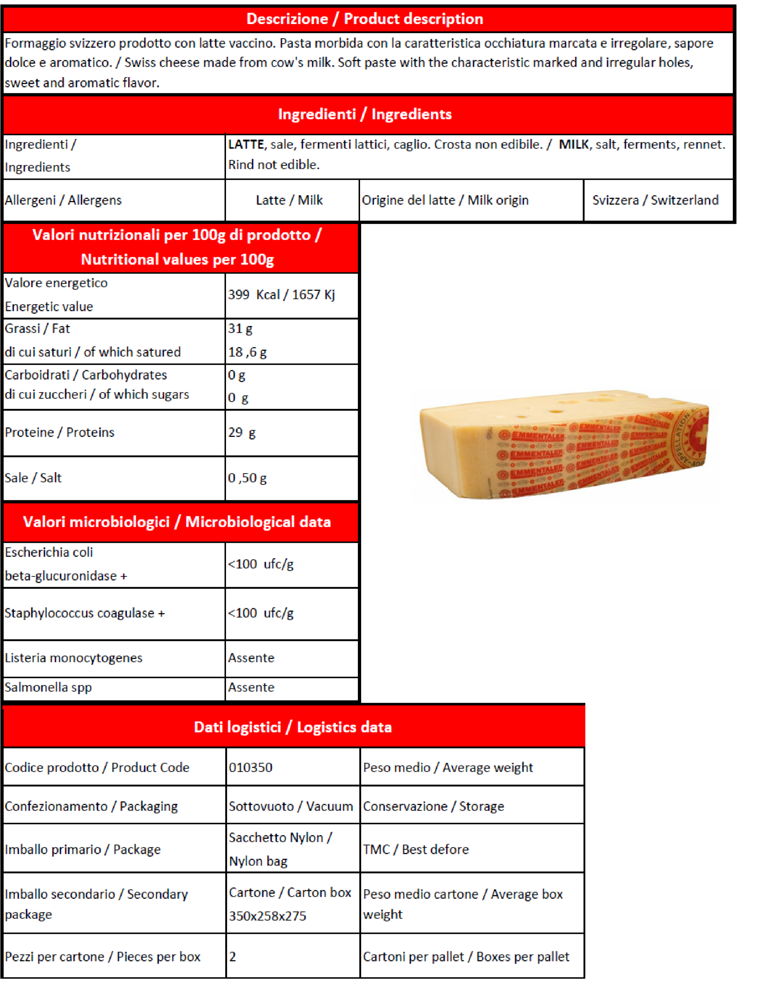 Descrizione / Product description
Formaggio svizzero prodotto con latte vaccino. Pasta morbida con la caratteristica occhiatura marcata e irregolare, sapore
dolce e aromatico. / Swiss cheese made from cow's milk. Soft paste with the characteristic marked and irregular holes,
sweet and aromatic flavor.
Ingredienti / Ingredients
Ingredienti /
Ingredients
LATTE, sale, fermenti lattici, caglio. Crosta non edibile. / MILK, salt, ferments, rennet.
Rind not edible.
Allergeni / Allergens
Latte / Milk
Origine del latte / Milk origin
Svizzera / Switzerland
Valori nutrizionali per 100g di prodotto /
Nutritional values per 100g
Valore energetico
Energetic value
399 Kcal / 1657 Kj
Grassi / Fat
31 g
di cui saturi / of which satured
18 ,6 g
Carboidrati / Carbohydrates
0 g
di cui zuccheri / of which sugars
0 g
Proteine / Proteins
29 g
Sale / Salt
0 ,50 g
EMMENTALER
EMMENTALER
EMMENTALER
EMMENTALER
EMMENTALER
EMMENTALER
EMMENTALER
EMMENTALER
EMMENTALER
EMMENTALER
EMMENTALER
EMMENTALER
APPELLATION
AOP
Valori microbiologici / Microbiological data
Escherichia coli
beta-glucuronidase +
<100 ufc/g
Staphylococcus coagulase +
<100 ufc/g
Listeria monocytogenes
Assente
Salmonella spp
Assente
Dati logistici / Logistics data
Codice prodotto / Product Code
010350
Peso medio / Average weight
Confezionamento / Packaging
Sottovuoto / Vacuum
Conservazione / Storage
Imballo primario / Package
Sacchetto Nylon /
Nylon bag
TMC / Best defore
Imballo secondario / Secondary
package
Cartone / Carton box
350x258x275
Peso medio cartone / Average box
weight
Pezzi per cartone / Pieces per box
2
Cartoni per pallet / Boxes per pallet